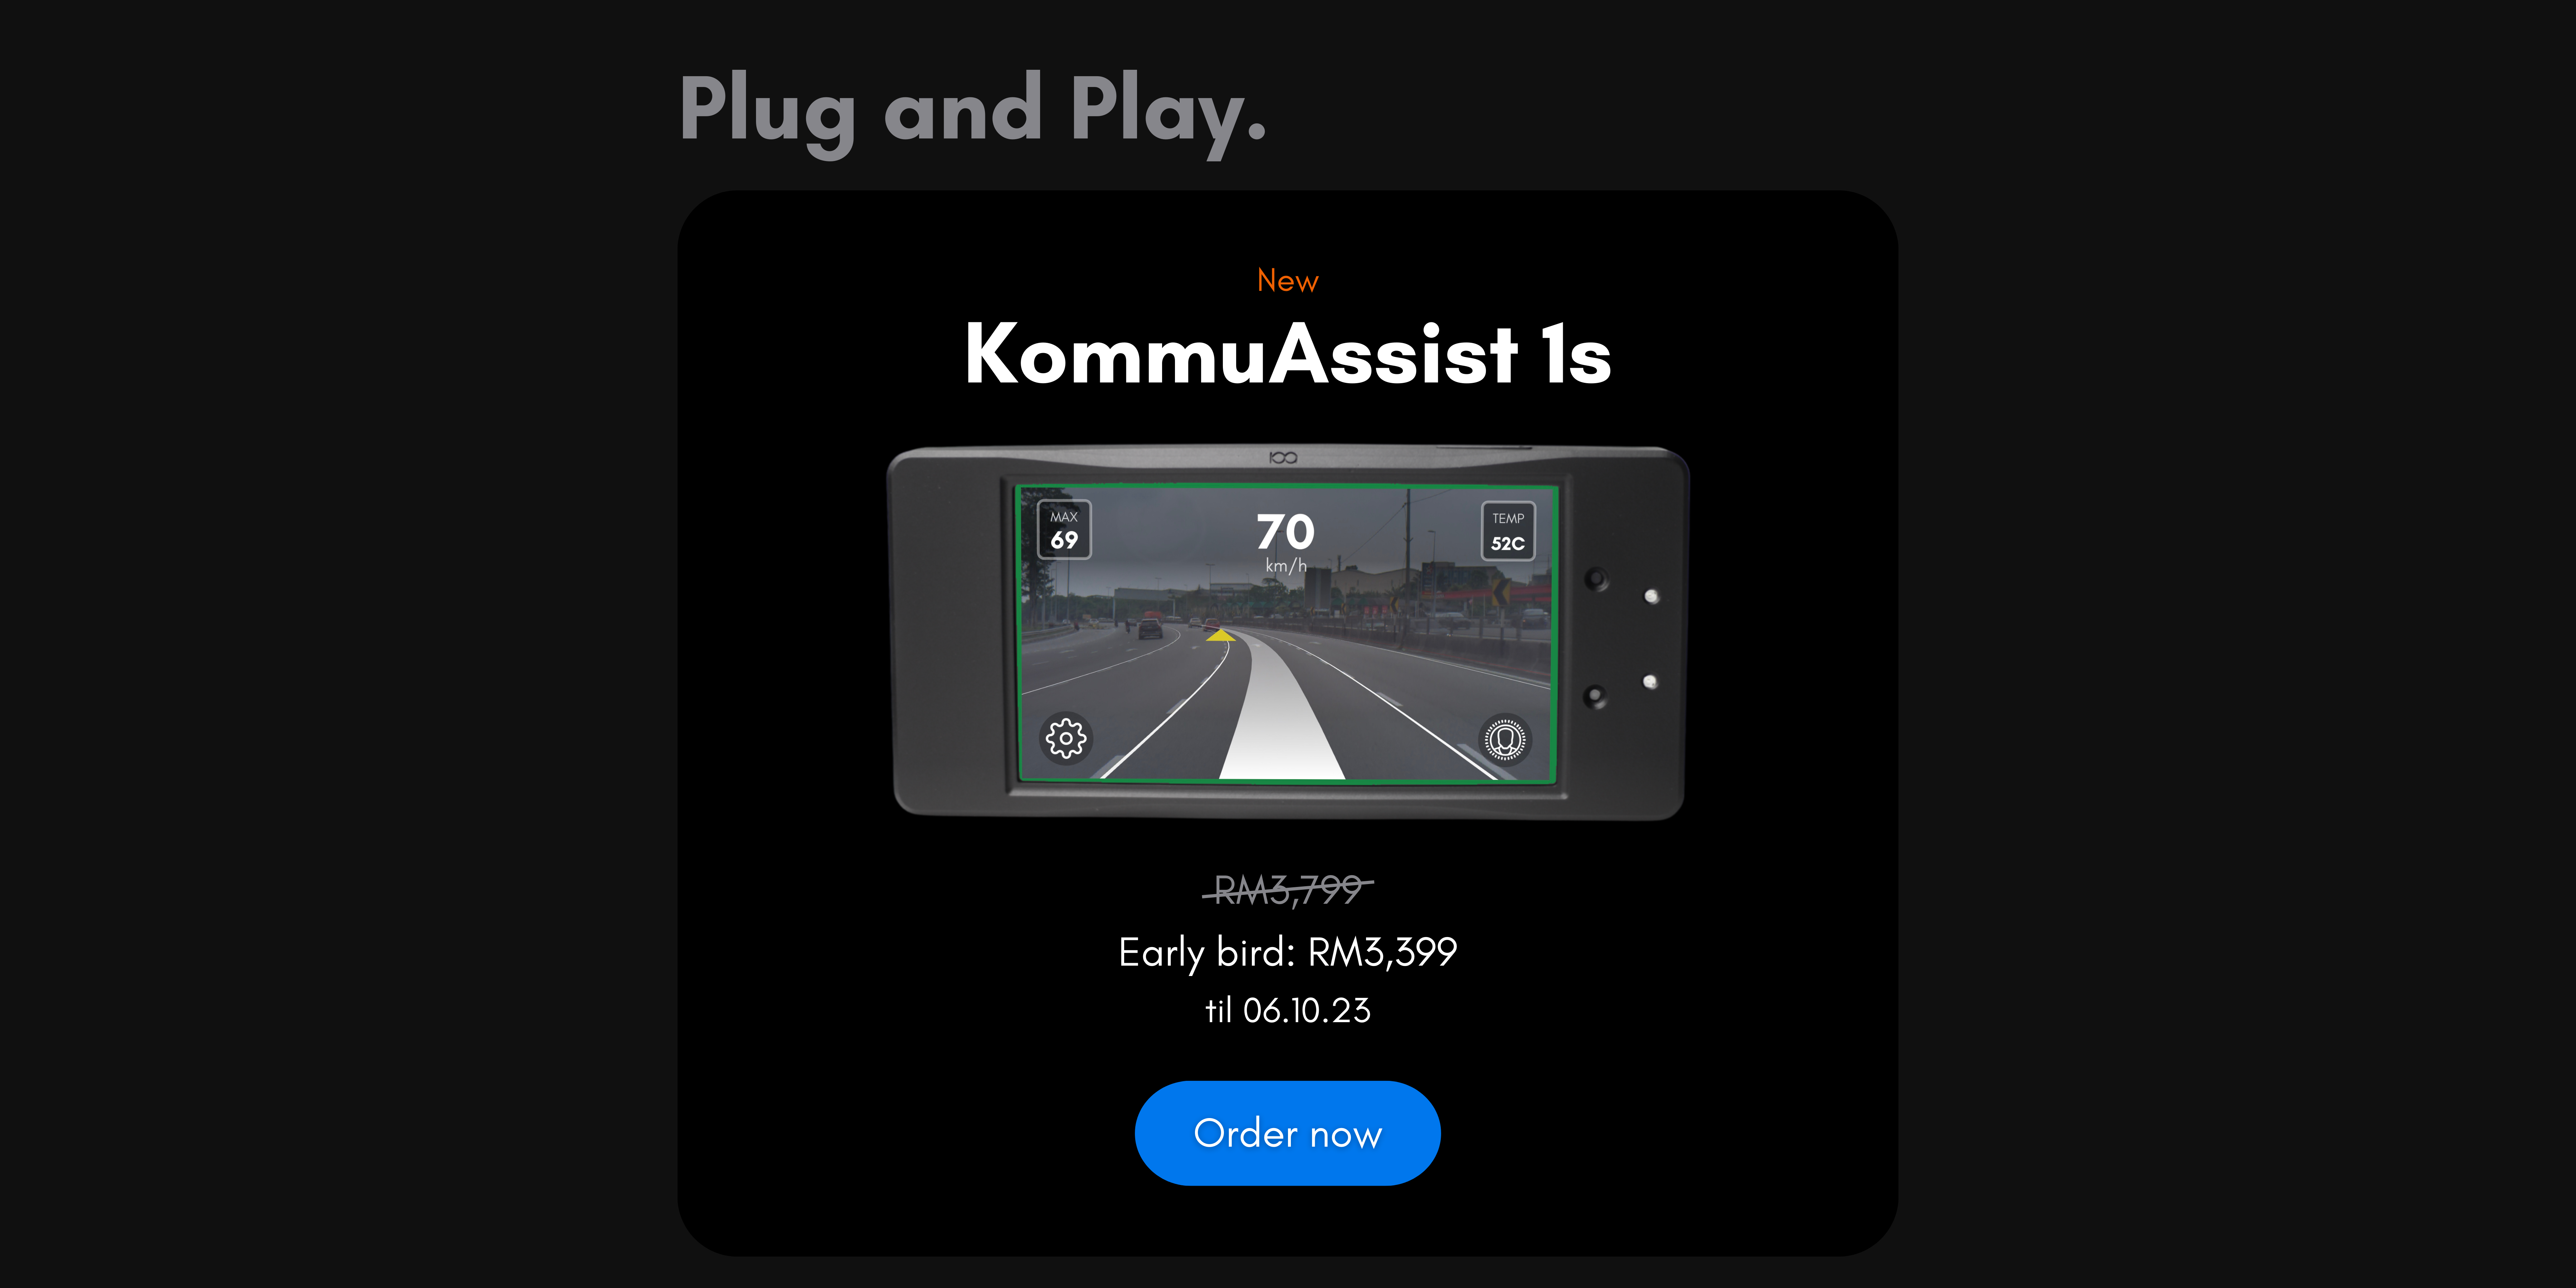 Plug and Play.
New
KommuAssist 1s
MAX
69
70
km/h
TEMP
52C
RM3,799
Early bird: RM3,399
til 06.10.23
Order now